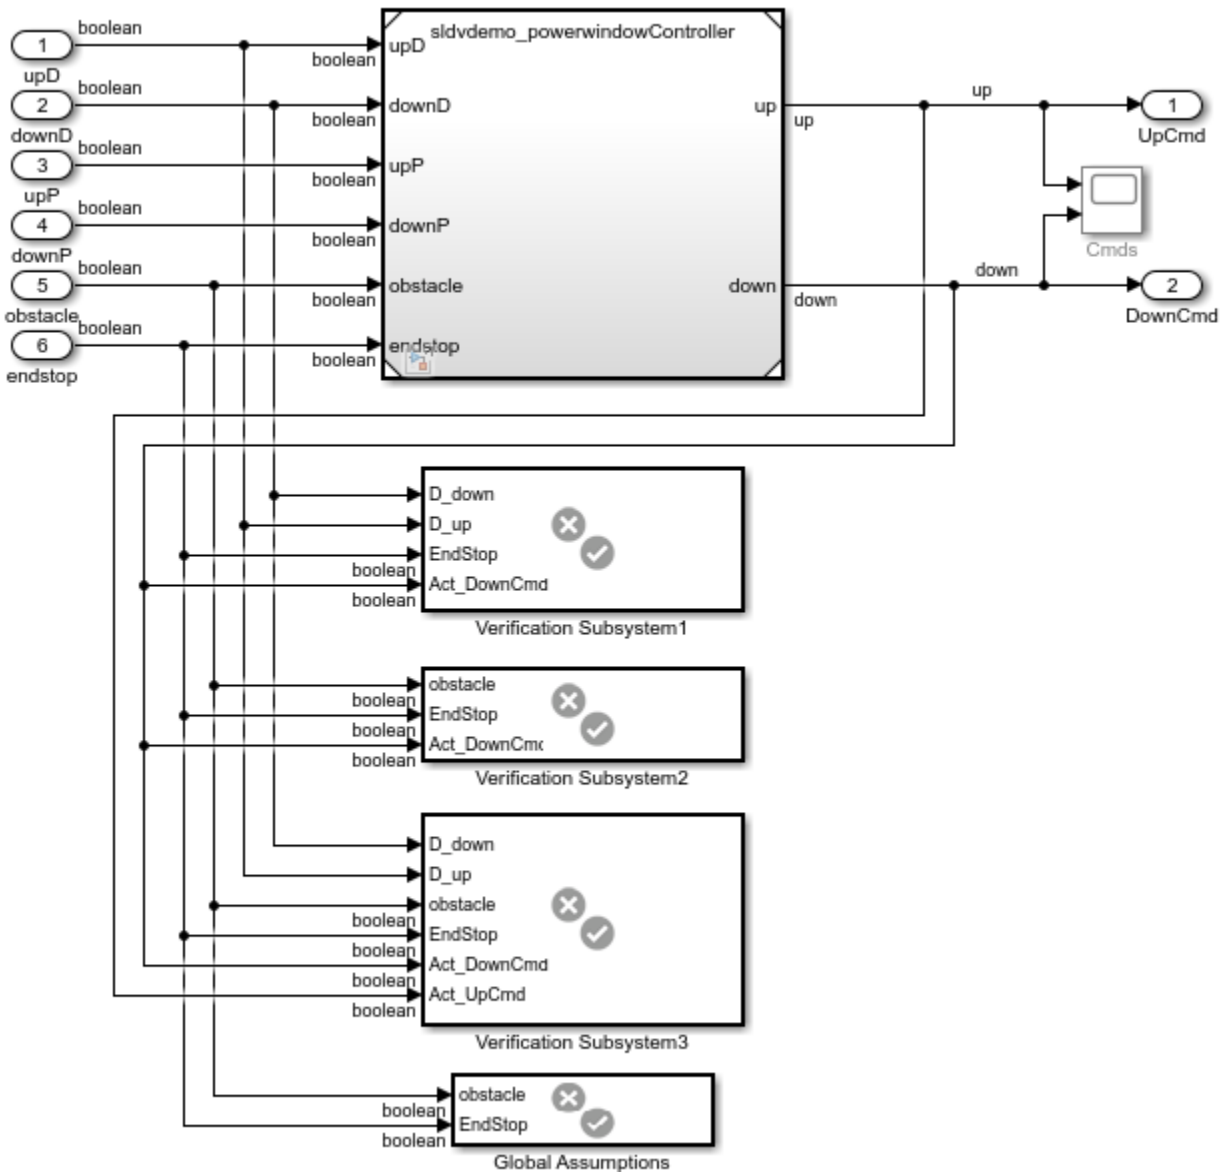 boolean
1
upD
boolean
boolean
2
downD
boolean
boolean
3
upP
boolean
boolean
4
downP
boolean
boolean
5
obstacle
boolean
boolean
6
endstop
boolean
sldvdemo_powerwindowController
upD
downD
upP
downP
obstacle
endstop
up
down
up
up
1
UpCmd
Cmds
down
down
2
DownCmd
D_down
D_up
EndStop
boolean
Act_DownCmd
boolean
Verification Subsystem1
obstacle
boolean
EndStop
boolean
Act_DownCmc
boolean
Verification Subsystem2
D_down
D_up
obstacle
boolean
EndStop
boolean
Act_DownCmd
boolean
Act_UpCmd
boolean
Verification Subsystem3
obstacle
boolean
EndStop
boolean
Global Assumptions